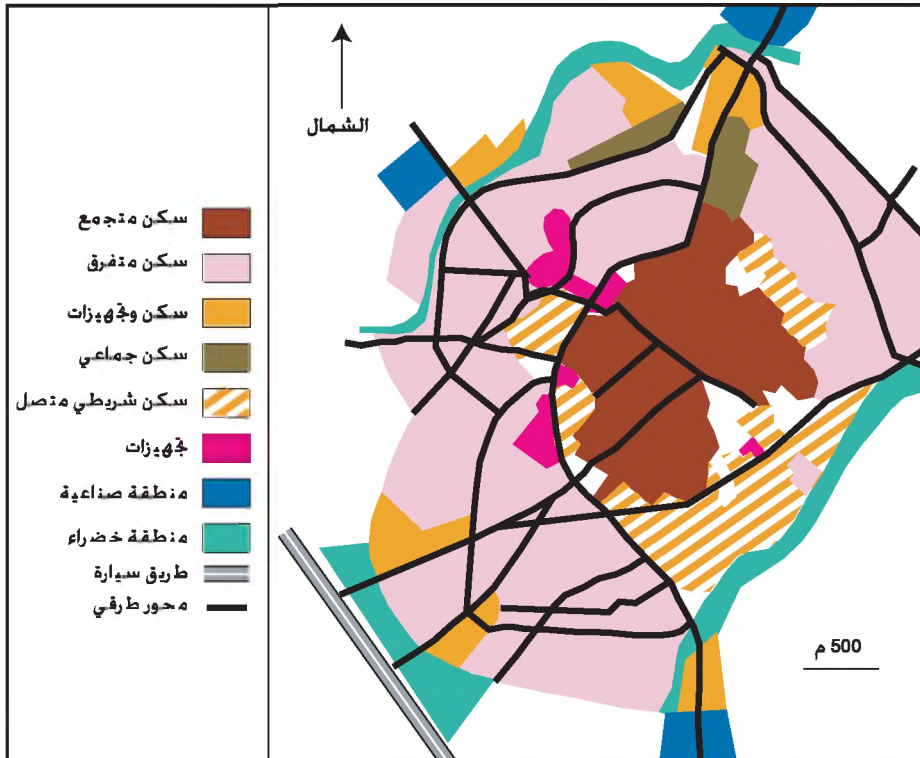 الشمال
سكن متجمع
سكن متفرق
سكن وتجهيزات
سكن جماعي
سكن شريطي متصل
تجهيزات
منطقة صناعية
منطقة خضراء
طريق سيارة
محور طرقي
500 م